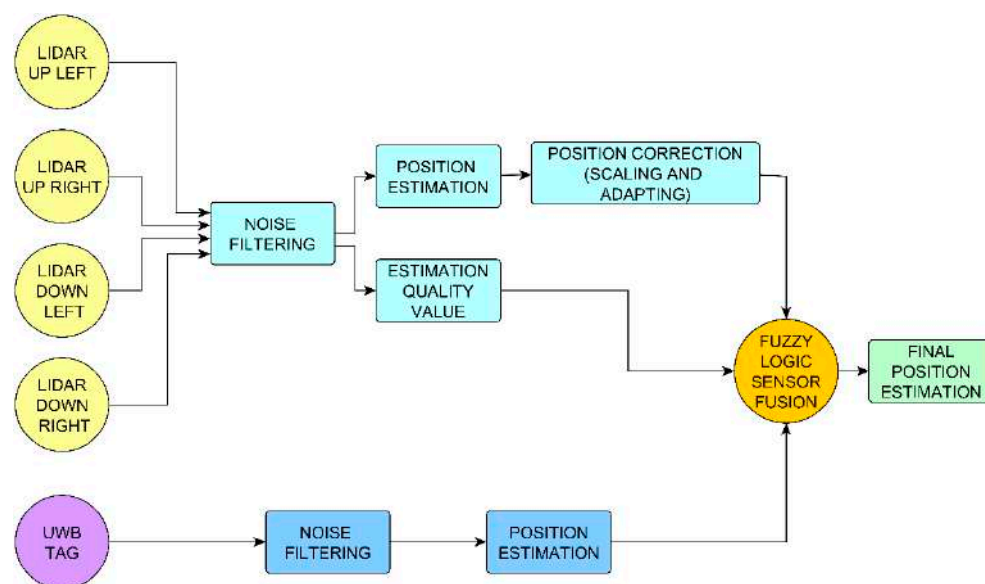 LIDAR
UP LEFT
LIDAR
UP RIGHT
LIDAR
DOWN
LEFT
LIDAR
DOWN
RIGHT
NOISE
FILTERING
POSITION
ESTIMATION
POSITION CORRECTION
(SCALING AND
ADAPTING)
ESTIMATION
QUALITY
VALUE
FUZZY
LOGIC
SENSOR
FUSION
FINAL
POSITION
ESTIMATION
UWB
TAG
NOISE
FILTERING
POSITION
ESTIMATION